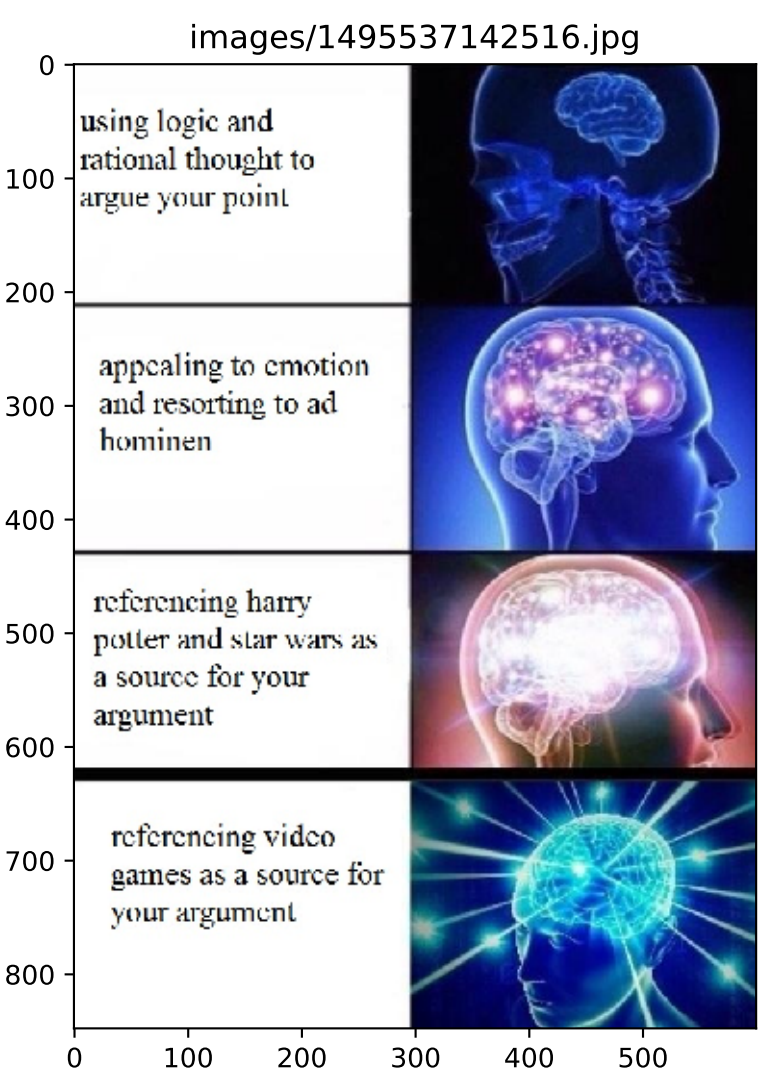 images/1495537142516.jpg
0
100
200
300
400
500
600
700
800
using logic and
rational thought to
argue your point
appealing to emotion
and resorting to ad
hominen
referencing harry
potter and star wars as
a source for your
argument
referencing video
games as a source for
your argument
0
100
200
300
400
500